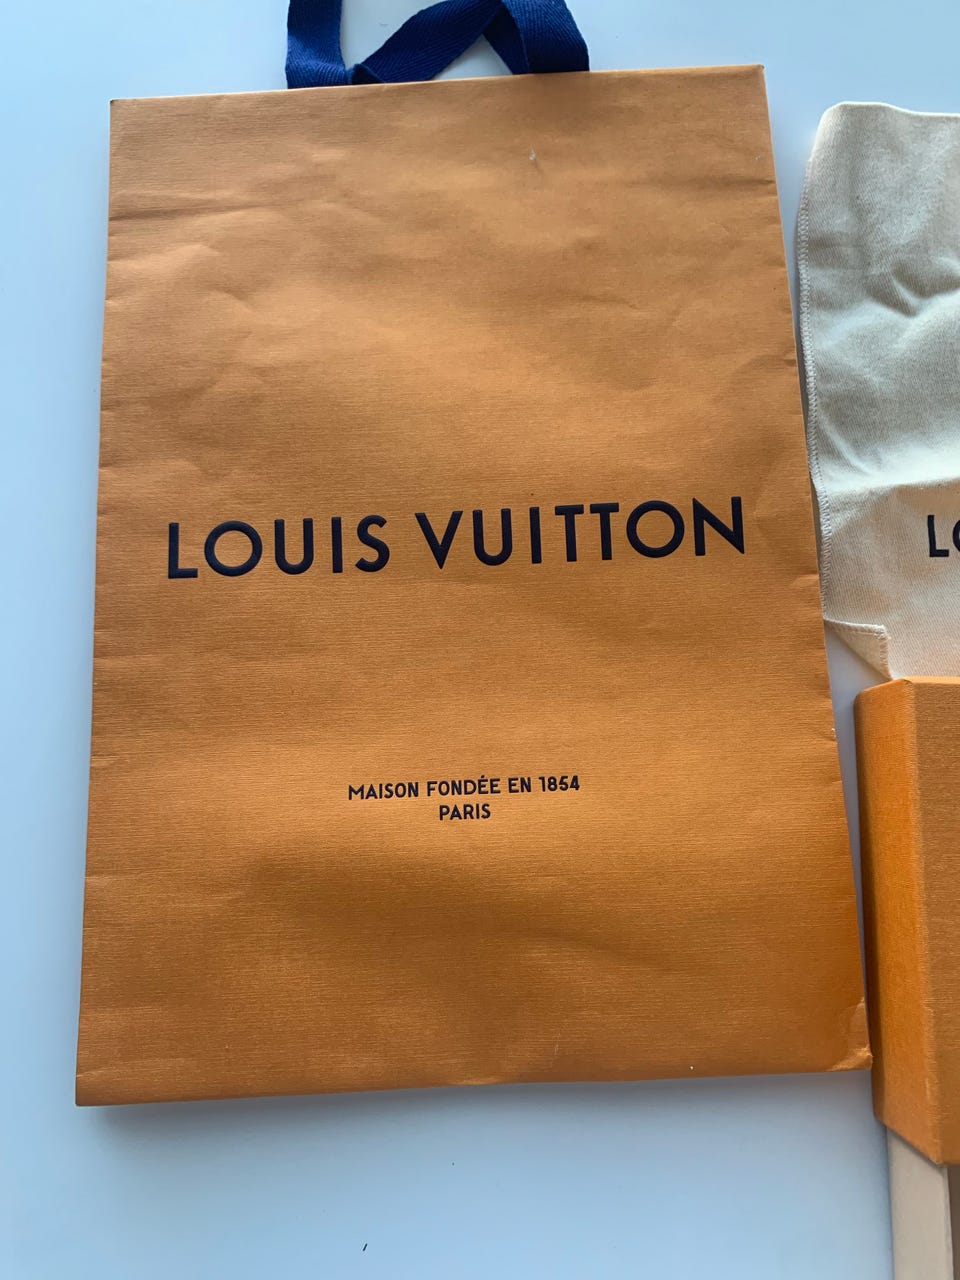 LOUIS VUITTON
MAISON FONDÉE EN 1854
PARIS